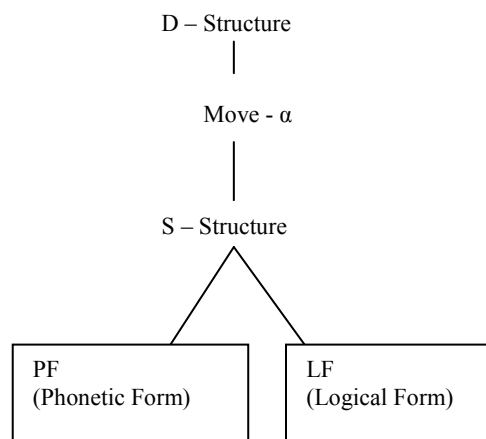 D – Structure
Move - α
S – Structure
PF
(Phonetic Form)
LF
(Logical Form)